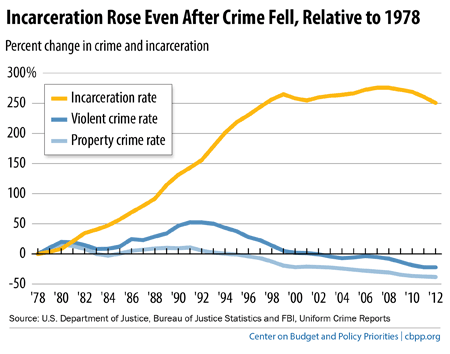 Incarceration Rose Even After Crime Fell, Relative to 1978
Percent change in crime and incarceration
300%
250
200
150
100
50
0
-50
Incarceration rate
Violent crime rate
Property crime rate
'78 '80 '82 '84 '86 '88 '90 '92 '94 '96 '98 '00 '02 '04 '06 '08 '10 '12
Source: U.S. Department of Justice, Bureau of Justice Statistics and FBI, Uniform Crime Reports
Center on Budget and Policy Priorities | cbpp.org